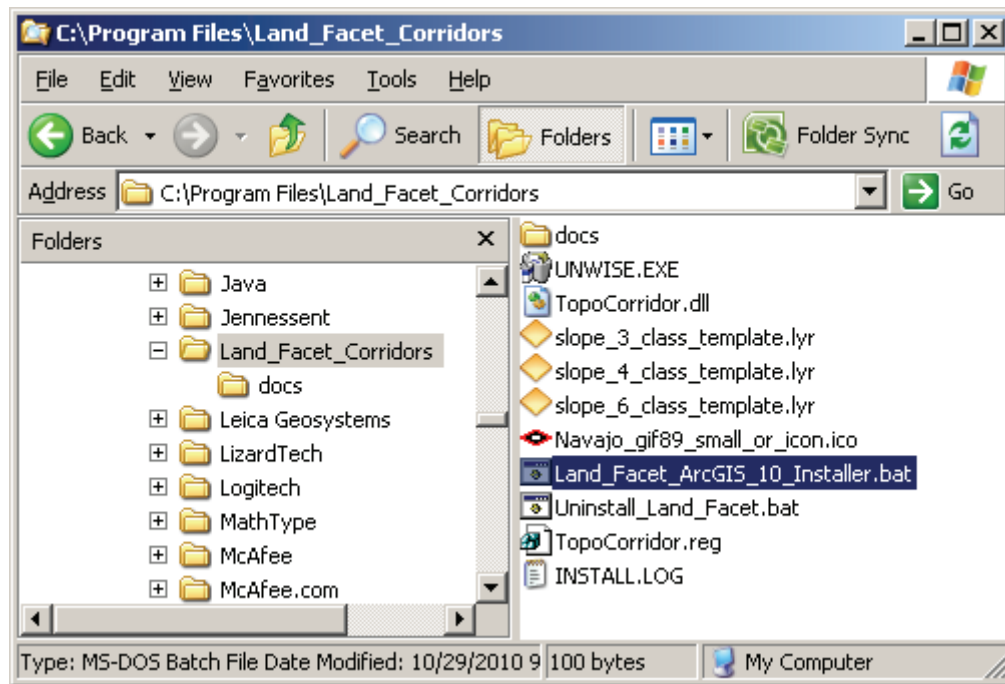 C:\Program Files\Land_Facet_Corridors
File Edit View Favorites Tools Help
Back Search Folders Folder Sync
Address C:\Program Files\Land_Facet_Corridors Go
Folders
Java
Jennessent
Land_Facet_Corridors
docs
Leica Geosystems
LizardTech
Logitech
MathType
McAfee
McAfee.com
docs
UNWISE.EXE
TopoCorridor.dll
slope_3_class_template.lyr
slope_4_class_template.lyr
slope_6_class_template.lyr
Navajo_gif89_small_or_icon.ico
Land_Facet_ArcGIS_10_Installer.bat
Uninstall_Land_Facet.bat
TopoCorridor.reg
INSTALL.LOG
Type: MS-DOS Batch File Date Modified: 10/29/2010 9 100 bytes My Computer